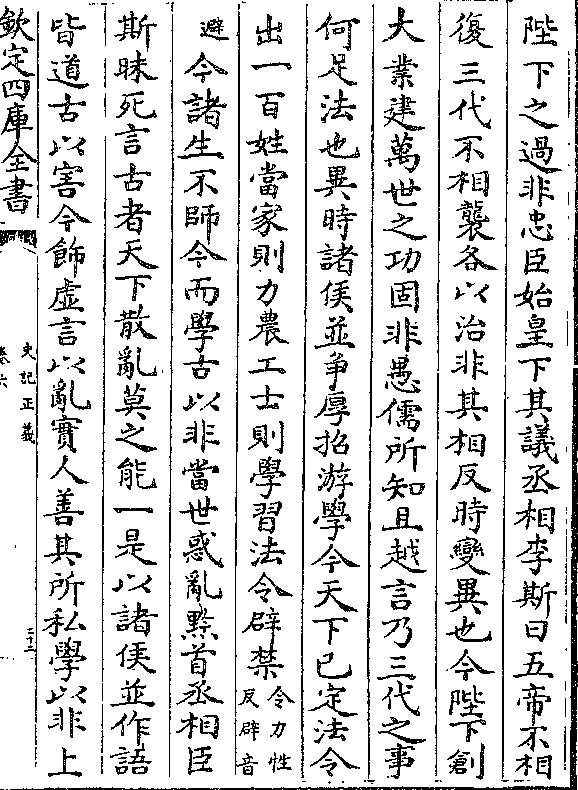 陛下之過非忠臣始皇下其議丞相李斯曰五帝不相
復三代不相襲各以治非其相反時變異也今陛下創
大業建萬世之功固非愚儒所知且越言乃三代之事
何足法也異時諸侯並争厚招游學今天下已定法令
出一百姓當家則力農工士則學習法令辟禁令力性反辟音
避今諸生不師今而學古以非當世惑亂黔首丞相臣
斯昧死言古者天下散亂莫之能一是以諸侯並作語
皆道古以害今飾虚言以亂實人善其所私學以非上
欽定四庫全書
史記正義
卷六
三十二